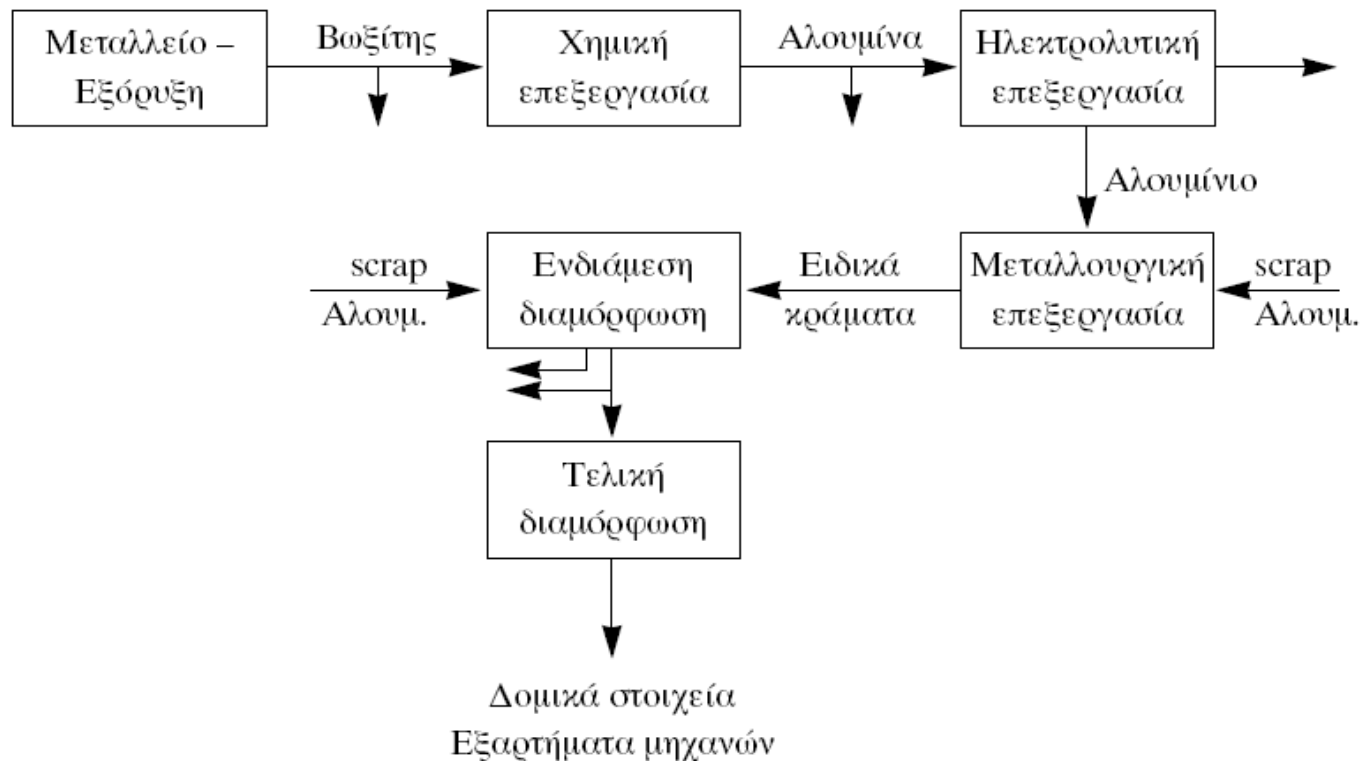 Μεταλλείο –
Εξόρυξη
Βωξίτης
Χημική
επεξεργασία
Αλουμίνα
Ηλεκτρολυτική
επεξεργασία
Αλουμίνιο
scrap
Αλουμ.
Ενδιάμεση
διαμόρφωση
Ειδικά
κράματα
Μεταλλουργική
επεξεργασία
scrap
Αλουμ.
Τελική
διαμόρφωση
Δομικά στοιχεία
Εξαρτήματα μηχανών